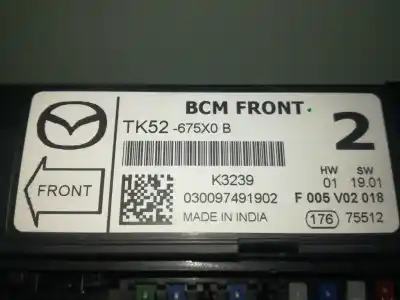 BCM FRONT
TK52 -675X0 B
2
K3239
030097491902
MADE IN INDIA
HW SW
01 19.01
F 005 V02 018
176 75512
FRONT